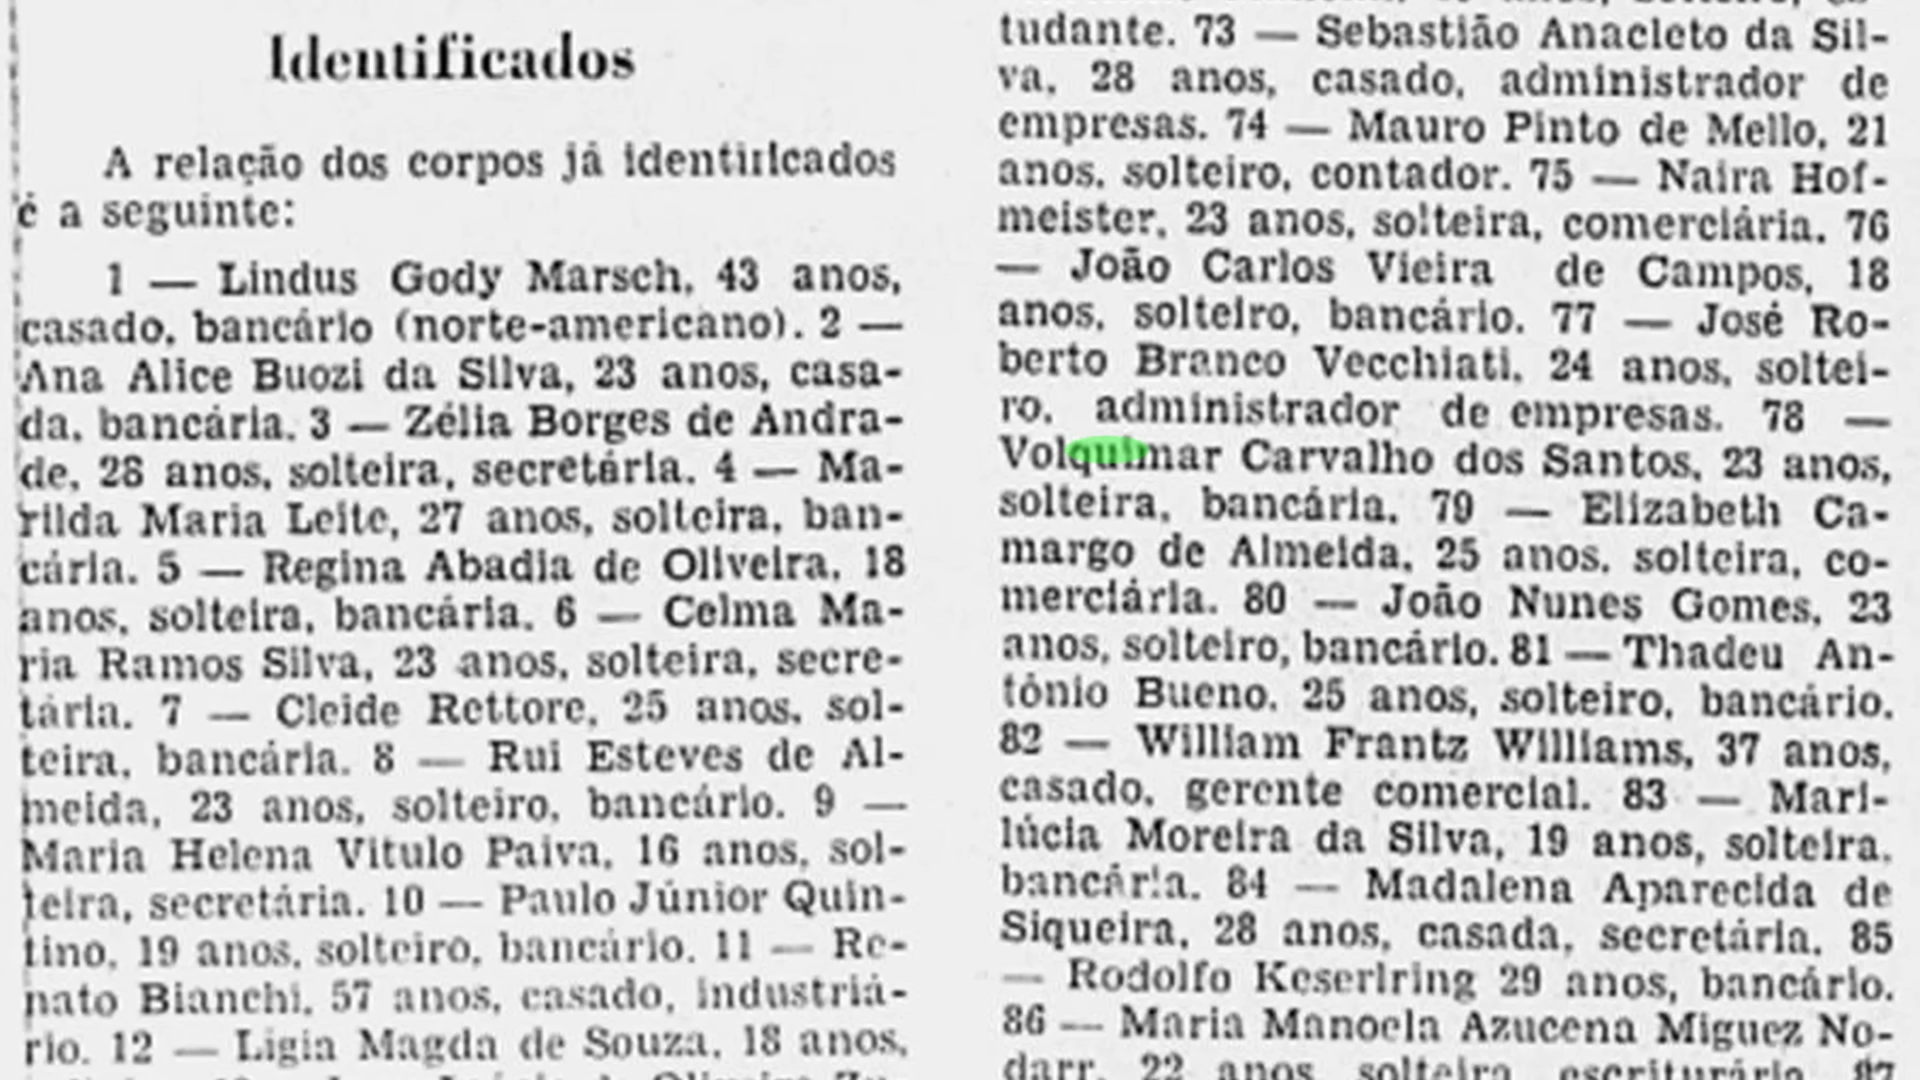 Identificados
A relação dos corpos já identificados
é a seguinte:
1 — Lindus Gody Marsch, 43 anos,
casado, bancário (norte-americano). 2 —
Ana Alice Buozi da Silva, 23 anos, casa-
da, bancária. 3 — Zélia Borges de Andra-
de, 28 anos, solteira, secretária. 4 — Ma-
rilda Maria Leite, 27 anos, solteira, ban-
cária. 5 — Regina Abadia de Oliveira, 18
anos, solteira, bancária. 6 — Celma Ma-
ria Ramos Silva, 23 anos, solteira, secre-
tária. 7 — Cleide Rettore, 25 anos, sol-
teira, bancária. 8 — Rui Esteves de Al-
meida, 23 anos, solteiro, bancário. 9 —
Maria Helena Vitulo Paiva, 16 anos, sol-
teira, secretária. 10 — Paulo Júnior Quin-
tino, 19 anos, solteiro, bancário. 11 — Re-
nato Bianchi, 57 anos, casado, industriá-
rio. 12 — Ligia Magda de Souza, 18 anos,
tudante. 73 — Sebastião Anacleto da Sil-
va, 28 anos, casado, administrador de
empresas. 74 — Mauro Pinto de Mello, 21
anos, solteiro, contador. 75 — Naira Hof-
meister, 23 anos, solteira, comerciária. 76
— João Carlos Vieira de Campos, 18
anos, solteiro, bancário. 77 — José Ro-
berto Branco Vecchiati, 24 anos, soltei-
ro, administrador de empresas. 78 —
Volquimar Carvalho dos Santos, 23 anos,
solteira, bancária. 79 — Elizabeth Ca-
margo de Almeida, 25 anos, solteira, co-
merciária. 80 — João Nunes Gomes, 23
anos, solteiro, bancário. 81 — Thadeu An-
tônio Bueno, 25 anos, solteiro, bancário.
82 — William Frantz Williams, 37 anos,
casado, gerente comercial. 83 — Mari-
lúcia Moreira da Silva, 19 anos, solteira,
bancária. 84 — Madalena Aparecida de
Siqueira, 28 anos, casada, secretária. 85
— Rodolfo Keserlring 29 anos, bancário.
86 — Maria Manoela Azucena Miguez No-
darr, 22 anos, solteira, escriturária. 87